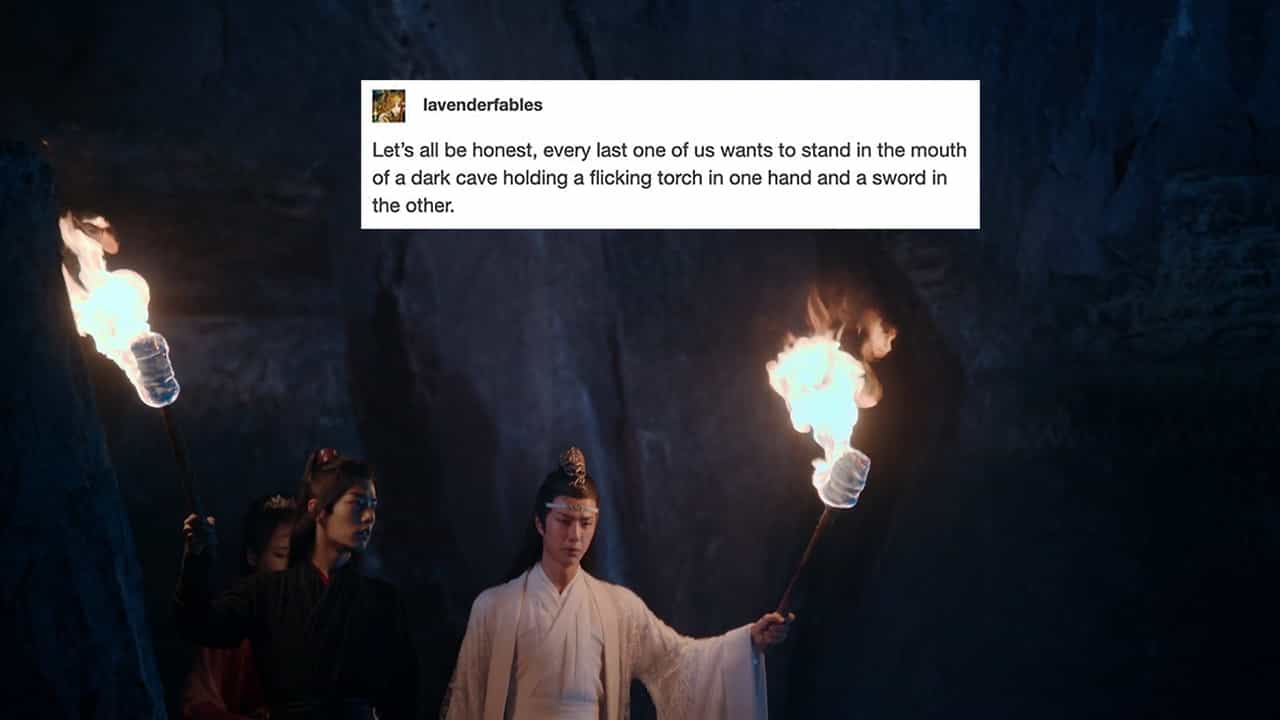 lavenderfables
Let’s all be honest, every last one of us wants to stand in the mouth
of a dark cave holding a flicking torch in one hand and a sword in
the other.